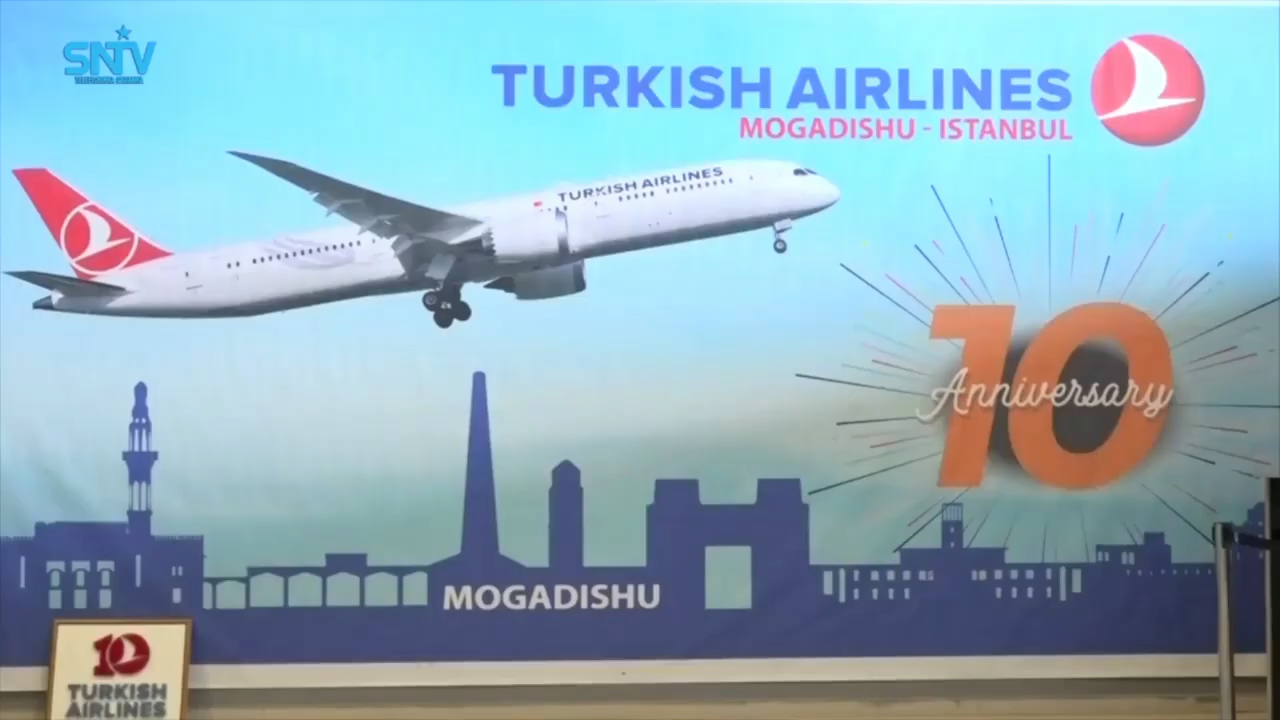 SNTV
TURKISH AIRLINES
MOGADISHU - ISTANBUL
TURKISH AIRLINES
10
Anniversary
MOGADISHU
10
TURKISH
AIRLINES